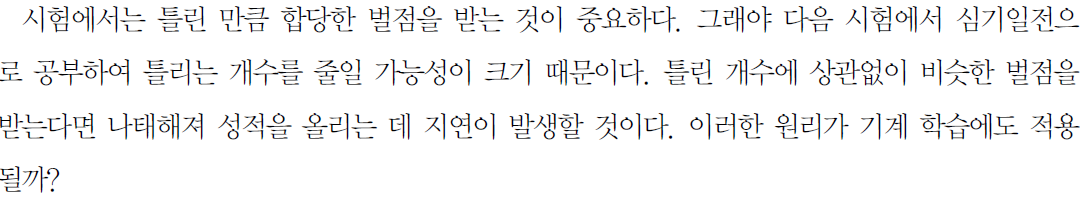 시험에서는 틀린 만큼 합당한 벌점을 받는 것이 중요하다. 그래야 다음 시험에서 심기일전으
로 공부하여 틀리는 개수를 줄일 가능성이 크기 때문이다. 틀린 개수에 상관없이 비슷한 벌점을
받는다면 나태해져 성적을 올리는 데 지연이 발생할 것이다. 이러한 원리가 기계 학습에도 적용
될까?